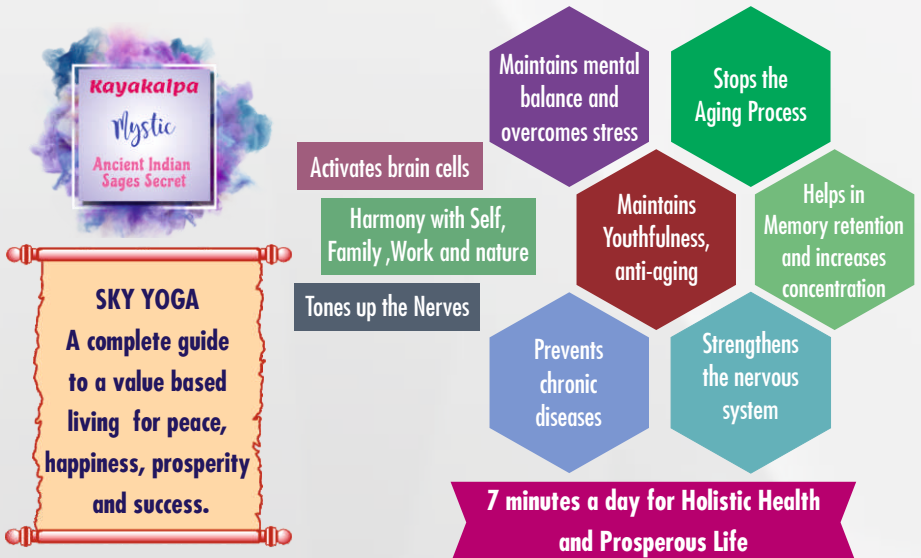 Kayakalpa
Mystic
Ancient Indian
Sages Secret
SKY YOGA
A complete guide
to a value based
living for peace,
happiness, prosperity
and success.
Activates brain cells
Harmony with Self,
Family ,Work and nature
Tones up the Nerves
Maintains mental
balance and
overcomes stress
Stops the
Aging Process
Maintains
Youthfulness,
anti-aging
Helps in
Memory retention
and increases
concentration
Prevents
chronic
diseases
Strengthens
the nervous
system
7 minutes a day for Holistic Health
and Prosperous Life